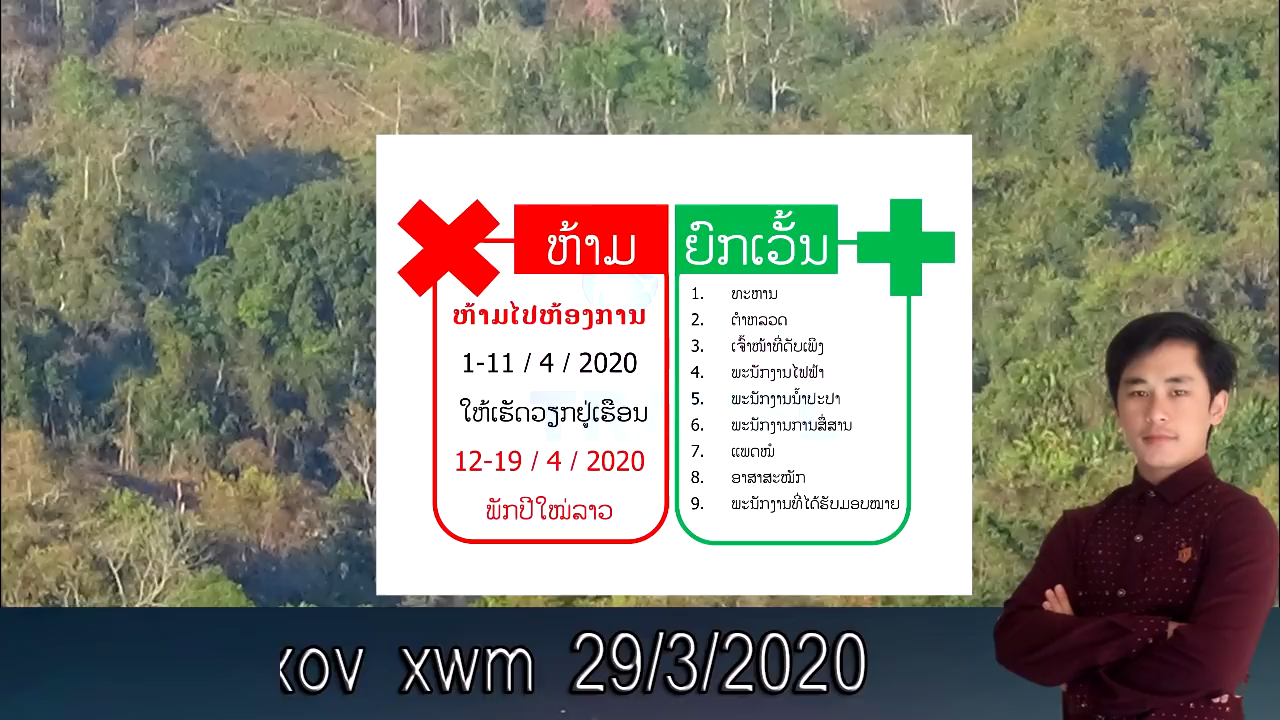 ຫ້າມ
ຫ້າມໄປຫ້ອງການ
1-11 / 4 / 2020
ໃຫ້ເຮັດວຽກຢູ່ເຮືອນ
12-19 / 4 / 2020
ພັກປີໃໝ່ລາວ
ຍົກເວັ້ນ
1. ທະຫານ
2. ຕຳຫລວດ
3. ເຈົ້າໜ້າທີ່ດັບເພີງ
4. ພະນັກງານໄຟຟ້າ
5. ພະນັກງານນ້ຳປະປາ
6. ພະນັກງານການສື່ສານ
7. ແພດໝໍ
8. ອາສາສະໝັກ
9. ພະນັກງານທີ່ໄດ້ຮັບມອບໝາຍ
xov xwm 29/3/2020